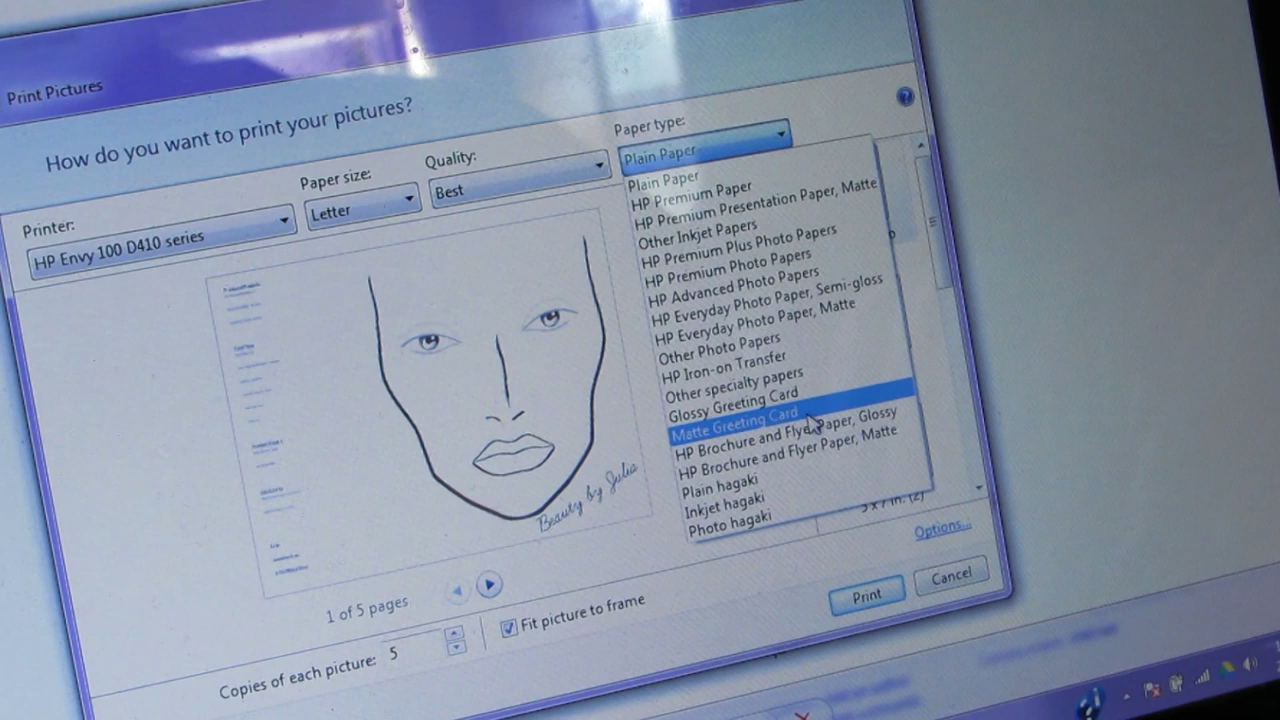 Print Pictures
How do you want to print your pictures?
Printer:
Paper size:
Quality:
Paper type:
HP Envy 100 D410 series
Letter
Best
Plain Paper
Plain Paper
HP Premium Paper
HP Premium Presentation Paper, Matte
Other Inkjet Papers
HP Premium Plus Photo Papers
HP Premium Photo Papers
HP Advanced Photo Papers
HP Everyday Photo Paper, Semi-gloss
HP Everyday Photo Paper, Matte
Other Photo Papers
HP Iron-on Transfer
Other specialty papers
Glossy Greeting Card
Matte Greeting Card
HP Brochure and Flyer Paper, Glossy
HP Brochure and Flyer Paper, Matte
Plain hagaki
Inkjet hagaki
Photo hagaki
Beauty by Julia
5 x 7 in. (2)
1 of 5 pages
Options...
Copies of each picture: 5
Fit picture to frame
Print
Cancel